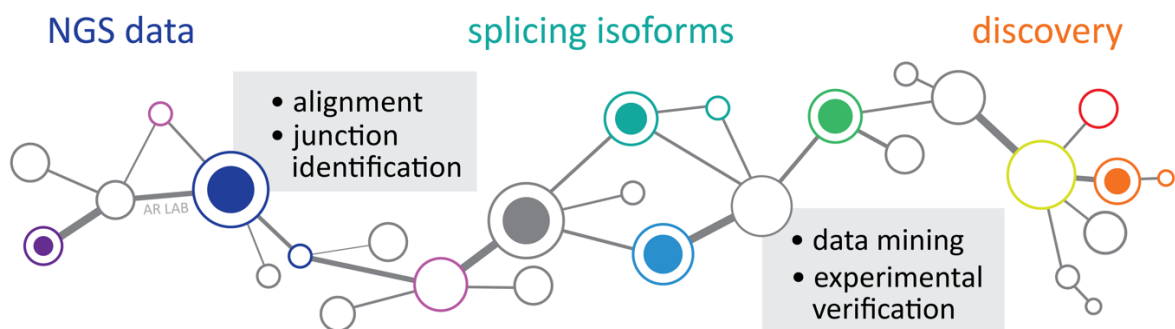 NGS data
splicing isoforms
discovery
• alignment
• junction
identification
AR LAB
• data mining
• experimental
verification